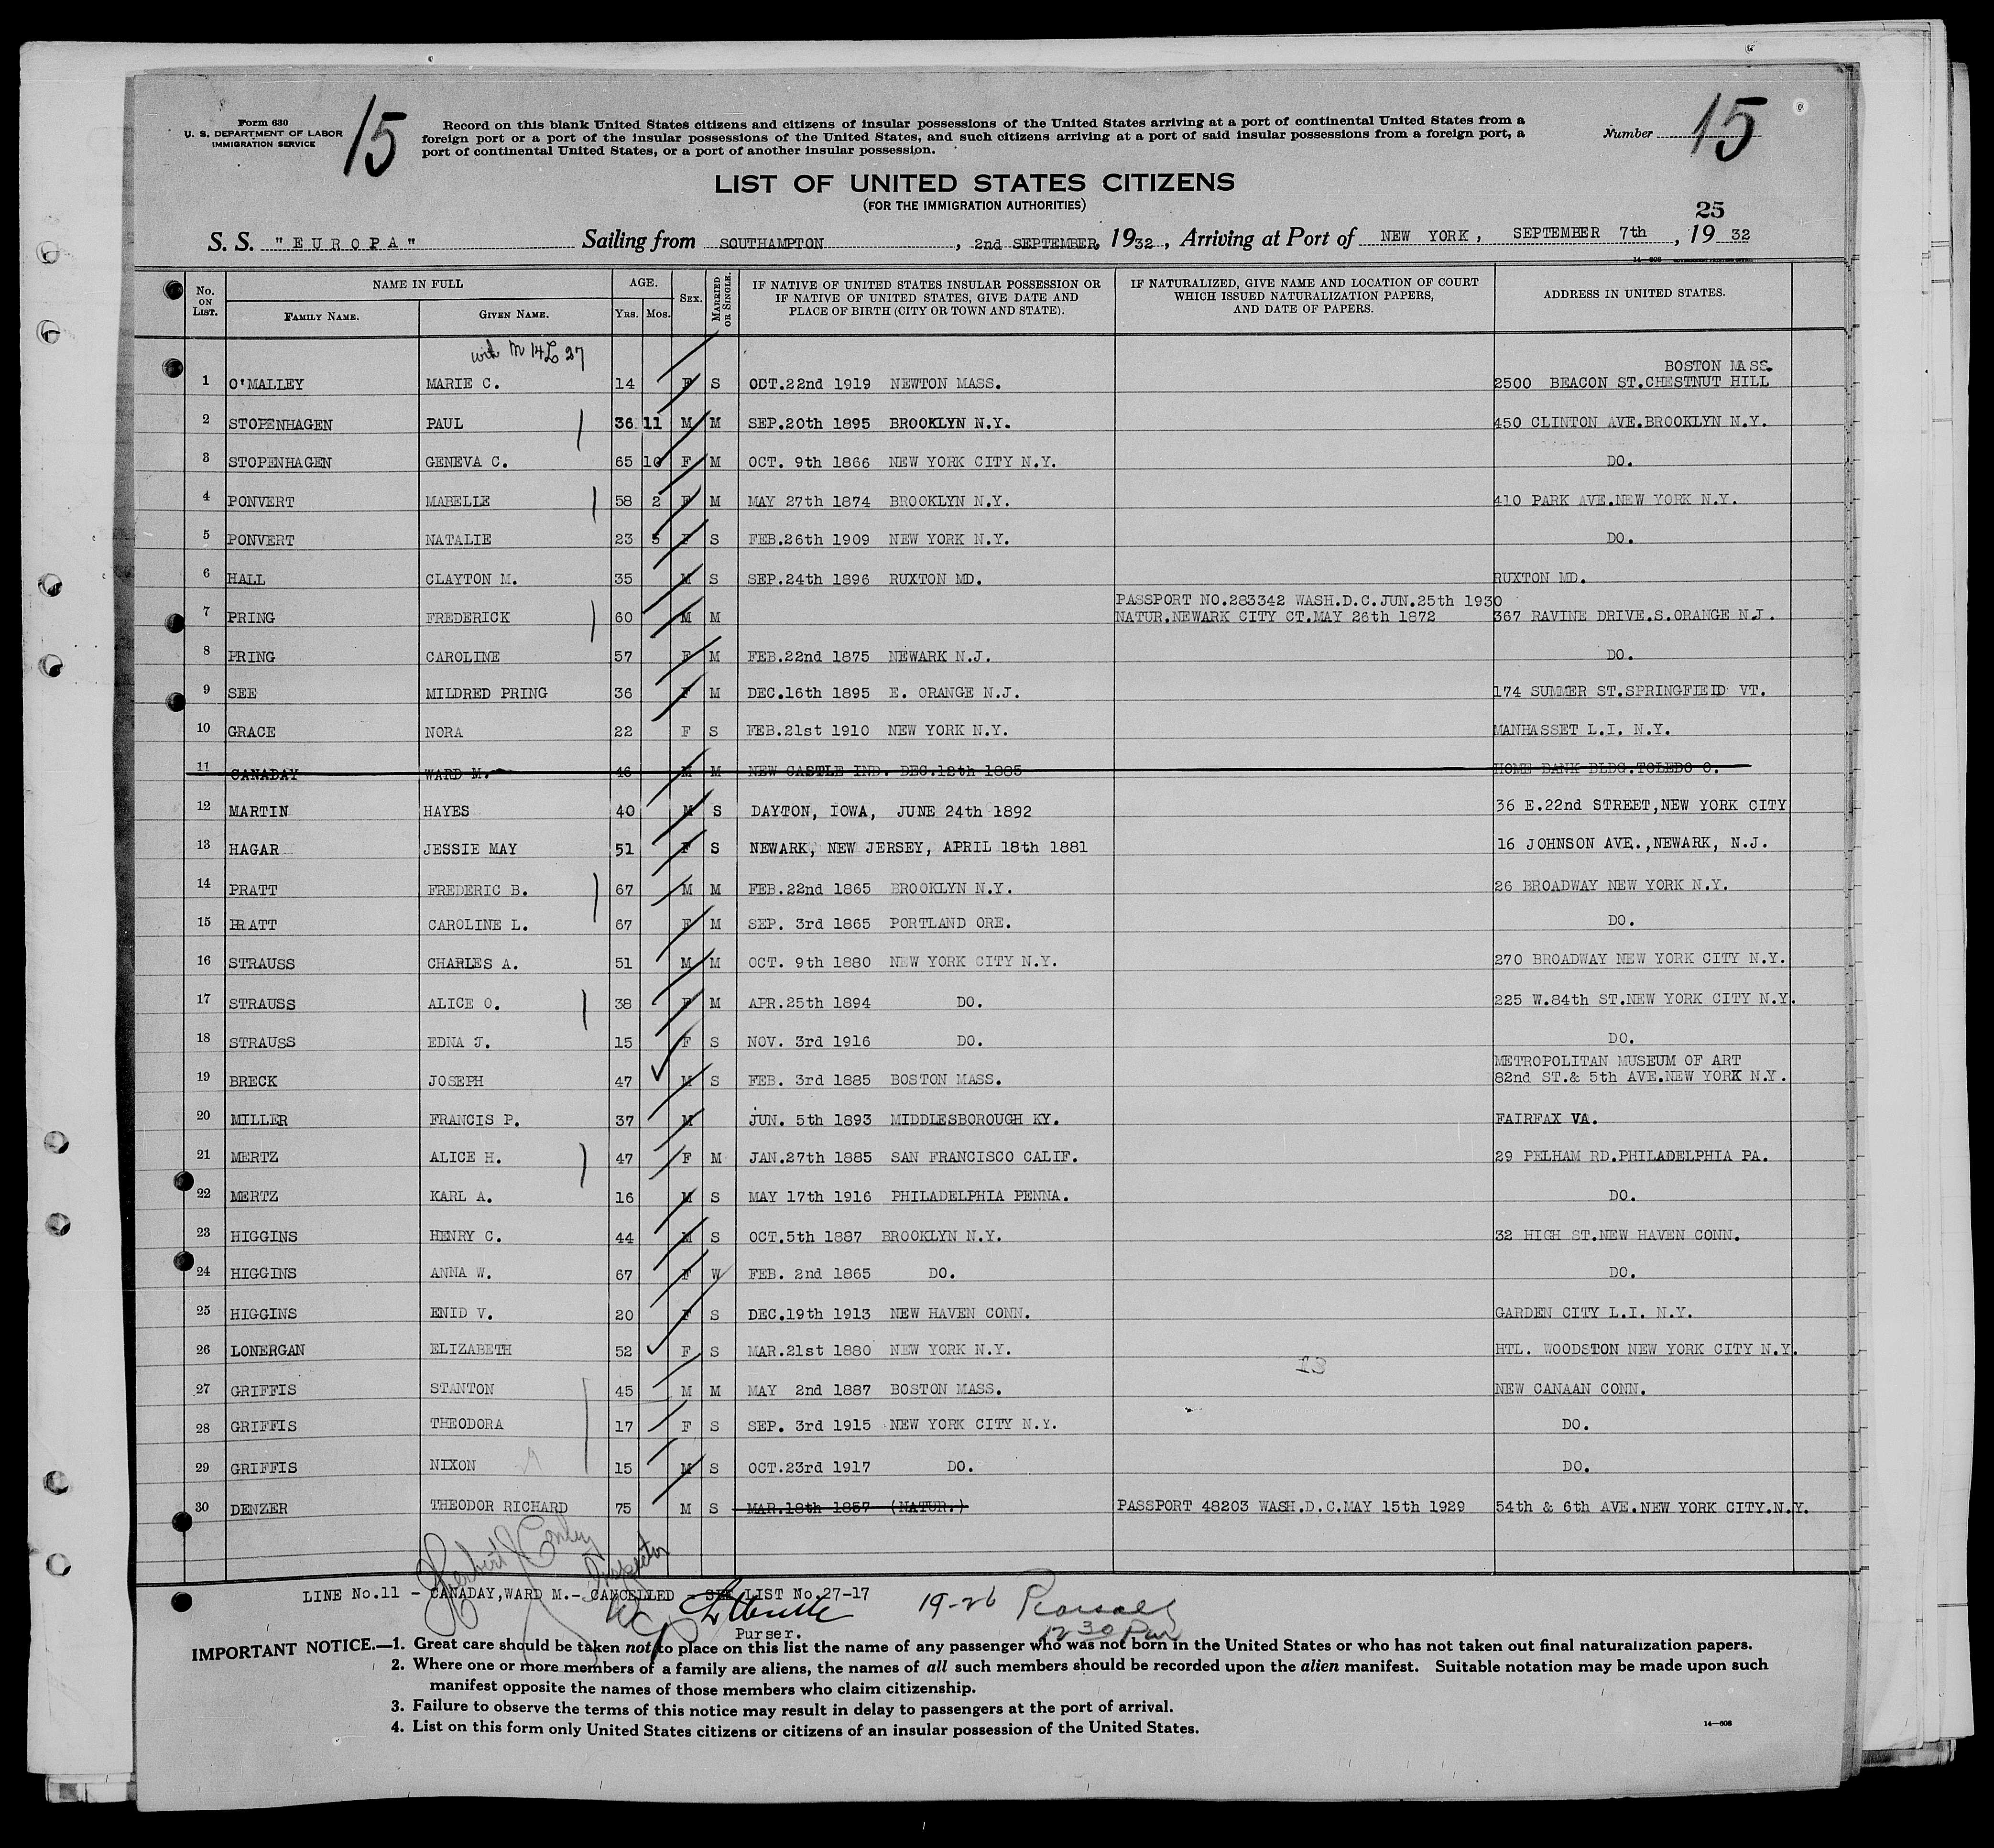 Form 630
U. S. DEPARTMENT OF LABOR
IMMIGRATION SERVICE
15
Record on this blank United States citizens and citizens of insular possessions of the United States arriving at a port of continental United States from a
foreign port or a port of the insular possessions of the United States, and such citizens arriving at a port of said insular possessions from a foreign port, a
port of continental United States, or a port of another insular possession.
Number 15
LIST OF UNITED STATES CITIZENS
(FOR THE IMMIGRATION AUTHORITIES)
25
S. S. "EUROPA" Sailing from SOUTHAMPTON, 2nd SEPTEMBER, 1932, Arriving at Port of NEW YORK, SEPTEMBER 7th, 1932
No. ON LIST. NAME IN FULL FAMILY NAME. GIVEN NAME. AGE. YRS. MOS. SEX. MARRIED OR SINGLE. IF NATIVE OF UNITED STATES INSULAR POSSESSION OR IF NATIVE OF UNITED STATES, GIVE DATE AND PLACE OF BIRTH (CITY OR TOWN AND STATE). IF NATURALIZED, GIVE NAME AND LOCATION OF COURT WHICH ISSUED NATURALIZATION PAPERS, AND DATE OF PAPERS. ADDRESS IN UNITED STATES.
with M 14 L 27
BOSTON MASS.
1 O'MALLEY MARIE C. 14 F S OCT.22nd 1919 NEWTON MASS. 2500 BEACON ST.CHESTNUT HILL
2 STOPENHAGEN PAUL 36 11 M M SEP.20th 1895 BROOKLYN N.Y. 450 CLINTON AVE.BROOKLYN N.Y.
3 STOPENHAGEN GENEVA C. 65 10 F M OCT. 9th 1866 NEW YORK CITY N.Y. DO.
4 PONVERT MABELLE 58 2 F M MAY 27th 1874 BROOKLYN N.Y. 410 PARK AVE.NEW YORK N.Y.
5 PONVERT NATALIE 23 5 F S FEB.26th 1909 NEW YORK N.Y. DO.
6 HALL CLAYTON M. 35 M S SEP.24th 1896 RUXTON MD. RUXTON MD.
PASSPORT NO.283342 WASH.D.C.JUN.25th 1930
7 PRING FREDERICK 60 M M NATUR.NEWARK CITY CT.MAY 26th 1872 367 RAVINE DRIVE.S.ORANGE N.J.
8 PRING CAROLINE 57 F M FEB.22nd 1875 NEWARK N.J. DO.
9 SEE MILDRED PRING 36 F M DEC.16th 1895 E. ORANGE N.J. 174 SUMMER ST.SPRINGFIELD VT.
10 GRACE NORA 22 F S FEB.21st 1910 NEW YORK N.Y. MANHASSET L.I. N.Y.
11 CANADAY WARD M. 46 M M NEW CASTLE IND. DEC.12th 1885 HOME BANK BLDG.TOLEDO O.
12 MARTIN HAYES 40 M S DAYTON, IOWA, JUNE 24th 1892 36 E.22nd STREET,NEW YORK CITY
13 HAGAR JESSIE MAY 51 F S NEWARK, NEW JERSEY, APRIL 18th 1881 16 JOHNSON AVE.,NEWARK, N.J.
14 PRATT FREDERIC B. 67 M M FEB.22nd 1865 BROOKLYN N.Y. 26 BROADWAY NEW YORK N.Y.
15 PRATT CAROLINE L. 67 F M SEP. 3rd 1865 PORTLAND ORE. DO.
16 STRAUSS CHARLES A. 51 M M OCT. 9th 1880 NEW YORK CITY N.Y. 270 BROADWAY NEW YORK CITY N.Y.
17 STRAUSS ALICE O. 38 F M APR.25th 1894 DO. 225 W.84th ST.NEW YORK CITY N.Y.
18 STRAUSS EDNA J. 15 F S NOV. 3rd 1916 DO. DO.
METROPOLITAN MUSEUM OF ART
19 BRECK JOSEPH 47 M S FEB. 3rd 1885 BOSTON MASS. 82nd ST.& 5th AVE.NEW YORK N.Y.
20 MILLER FRANCIS P. 37 M JUN. 5th 1893 MIDDLESBOROUGH KY. FAIRFAX VA.
21 MERTZ ALICE H. 47 F M JAN.27th 1885 SAN FRANCISCO CALIF. 29 PELHAM RD.PHILADELPHIA PA.
22 MERTZ KARL A. 16 M S MAY 17th 1916 PHILADELPHIA PENNA. DO.
23 HIGGINS HENRY C. 44 M S OCT.5th 1887 BROOKLYN N.Y. 32 HIGH ST.NEW HAVEN CONN.
24 HIGGINS ANNA W. 67 F W FEB. 2nd 1865 DO. DO.
25 HIGGINS ENID V. 20 F S DEC.19th 1913 NEW HAVEN CONN. GARDEN CITY L.I. N.Y.
26 LONERGAN ELIZABETH 52 F S MAR.21st 1880 NEW YORK N.Y. HTL. WOODSTON NEW YORK CITY N.Y.
27 GRIFFIS STANTON 45 M M MAY 2nd 1887 BOSTON MASS. NEW CANAAN CONN.
28 GRIFFIS THEODORA 17 F S SEP. 3rd 1915 NEW YORK CITY N.Y. DO.
29 GRIFFIS NIXON 15 M S OCT.23rd 1917 DO. DO.
30 DENZER THEODOR RICHARD 75 M S MAR.18th 1857 (NATUR.) PASSPORT 48203 WASH.D.C.MAY 15th 1929 54th & 6th AVE.NEW YORK CITY.N.Y.
Herbert J Conley Inspector
LINE No.11 - CANADAY,WARD M.- CANCELLED - SEE LIST No.27-17
19-26
Purser.
12 30 PM
IMPORTANT NOTICE.—1. Great care should be taken not to place on this list the name of any passenger who was not born in the United States or who has not taken out final naturalization papers.
2. Where one or more members of a family are aliens, the names of all such members should be recorded upon the alien manifest. Suitable notation may be made upon such
manifest opposite the names of those members who claim citizenship.
3. Failure to observe the terms of this notice may result in delay to passengers at the port of arrival.
4. List on this form only United States citizens or citizens of an insular possession of the United States.
14—608